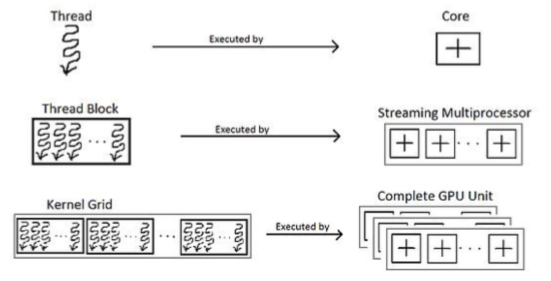 Thread
Executed by
Core
Thread Block
Executed by
Streaming Multiprocessor
Kernel Grid
Executed by
Complete GPU Unit